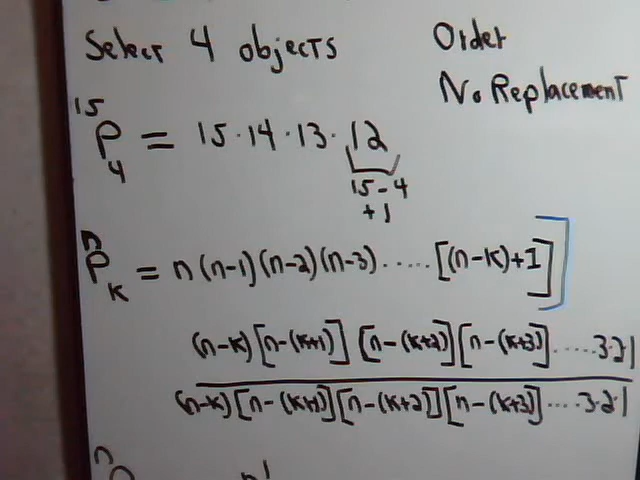 Select 4 objects
Order
No Replacement
15P4 = 15·14·13·12
15-4
+1
nPk = n(n-1)(n-2)(n-3).....[(n-k)+1]
(n-k)[n-(k+1)][n-(k+2)][n-(k+3)].....3·2·1
(n-k)[n-(k+1)][n-(k+2)][n-(k+3)]....3·2·1
n